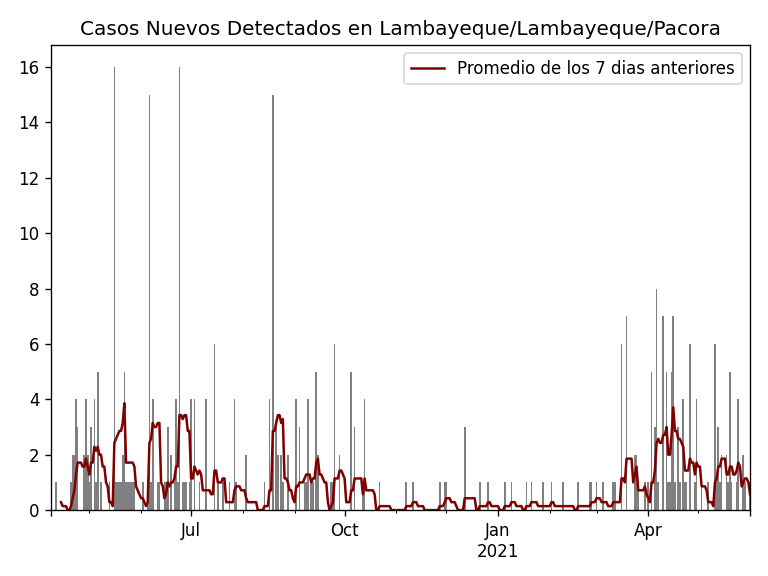 Casos Nuevos Detectados en Lambayeque/Lambayeque/Pacora
Promedio de los 7 dias anteriores
16
14
12
10
8
6
4
2
0
Jul
Oct
Jan
2021
Apr